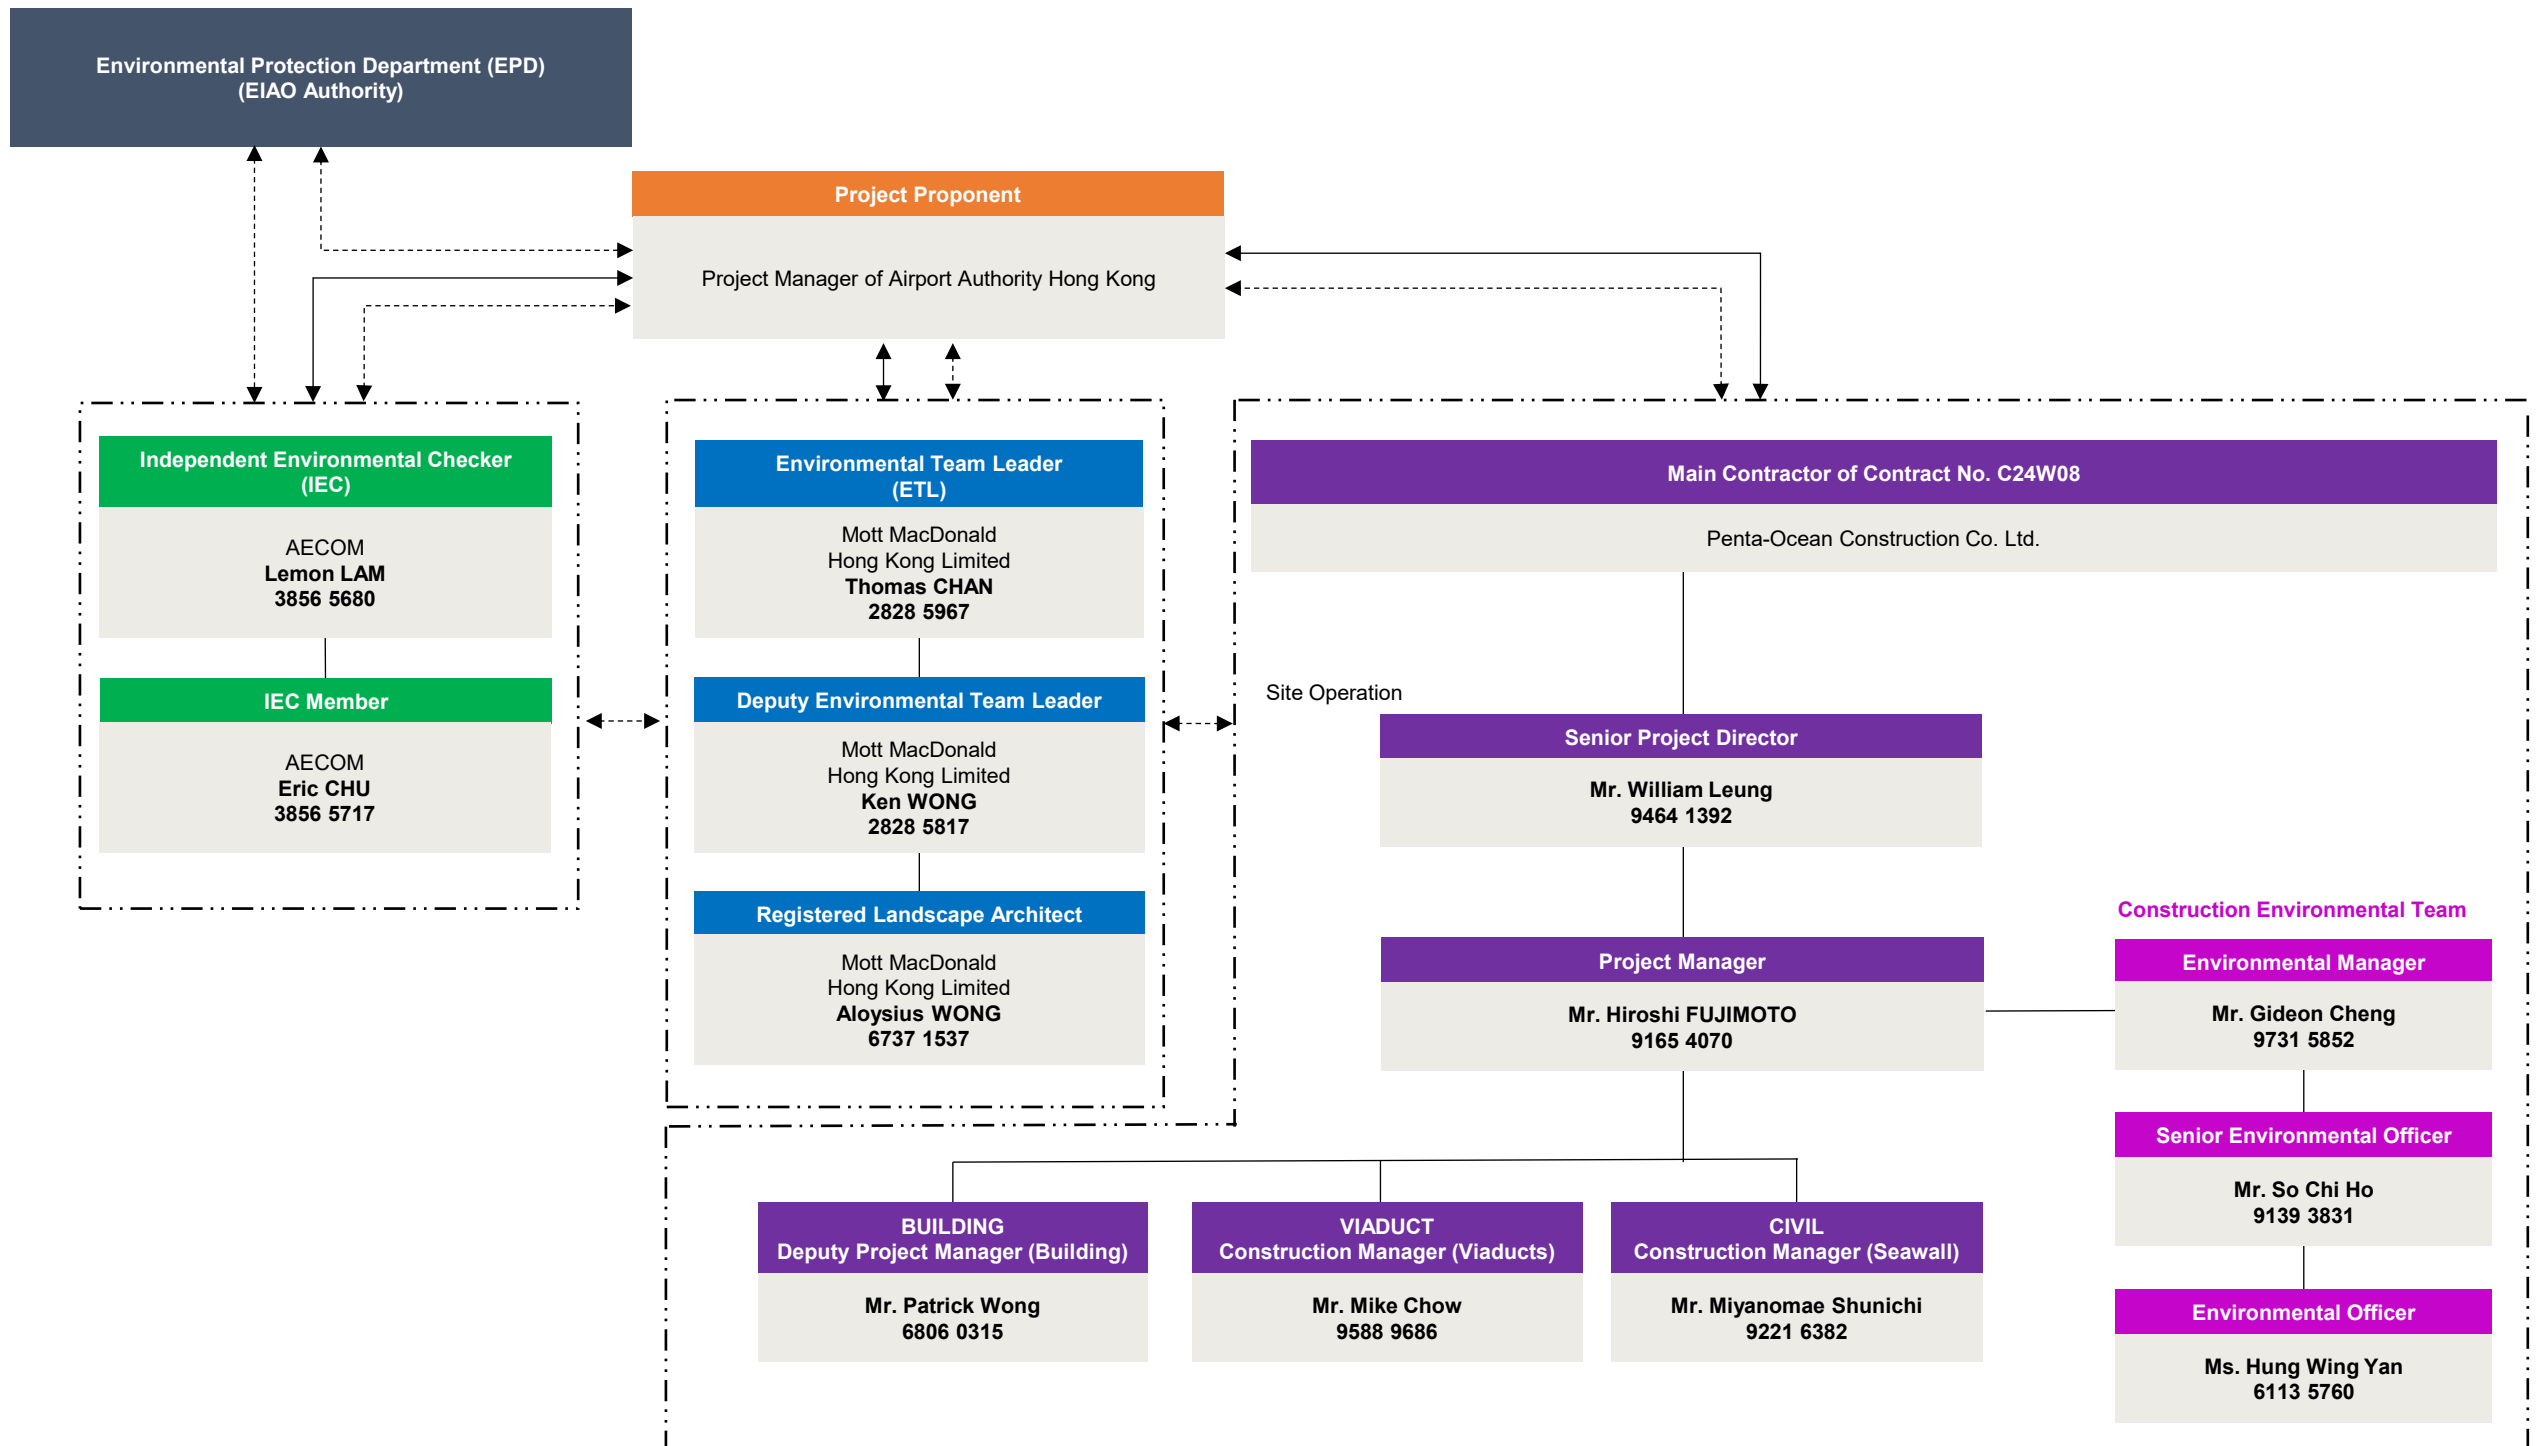 Environmental Protection Department (EPD)
(EIAO Authority)
Project Proponent
Project Manager of Airport Authority Hong Kong
Independent Environmental Checker
(IEC)
AECOM
Lemon LAM
3856 5680
IEC Member
AECOM
Eric CHU
3856 5717
Environmental Team Leader
(ETL)
Mott MacDonald
Hong Kong Limited
Thomas CHAN
2828 5967
Deputy Environmental Team Leader
Mott MacDonald
Hong Kong Limited
Ken WONG
2828 5817
Registered Landscape Architect
Mott MacDonald
Hong Kong Limited
Aloysius WONG
6737 1537
Main Contractor of Contract No. C24W08
Penta-Ocean Construction Co. Ltd.
Site Operation
Senior Project Director
Mr. William Leung
9464 1392
Project Manager
Mr. Hiroshi FUJIMOTO
9165 4070
Construction Environmental Team
Environmental Manager
Mr. Gideon Cheng
9731 5852
Senior Environmental Officer
Mr. So Chi Ho
9139 3831
Environmental Officer
Ms. Hung Wing Yan
6113 5760
BUILDING
Deputy Project Manager (Building)
Mr. Patrick Wong
6806 0315
VIADUCT
Construction Manager (Viaducts)
Mr. Mike Chow
9588 9686
CIVIL
Construction Manager (Seawall)
Mr. Miyanomae Shunichi
9221 6382